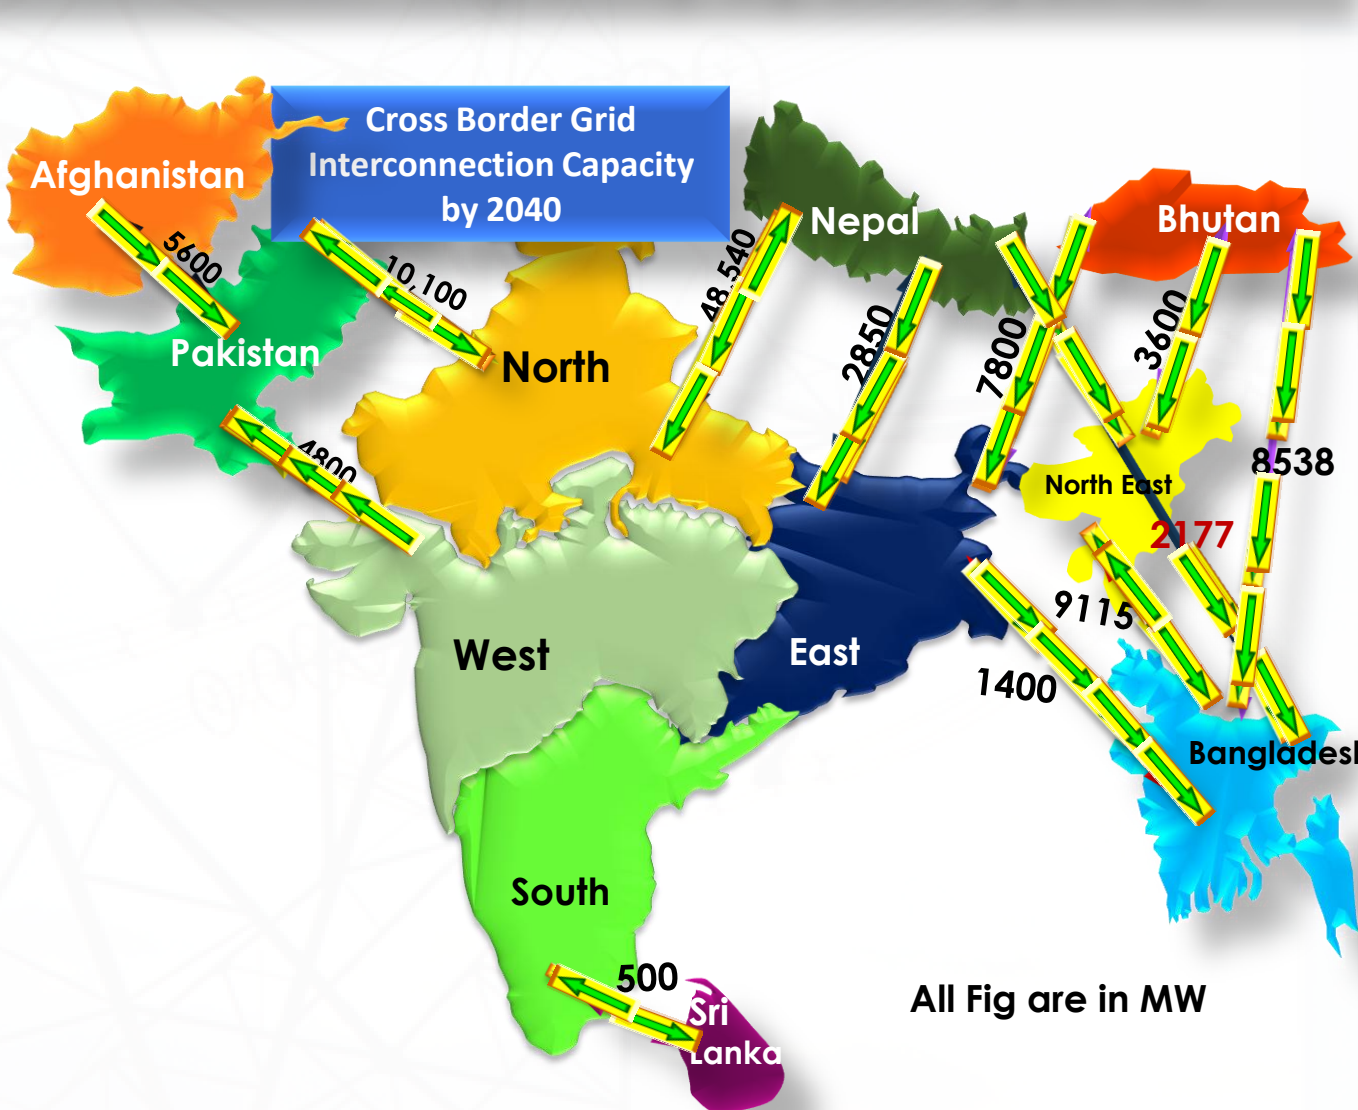 Cross Border Grid
Interconnection Capacity
by 2040
Afghanistan
5600
Pakistan
10,100
4800
North
48,540
Nepal
2850
7800
Bhutan
3600
8538
North East
2177
9115
1400
West
East
Bangladesh
South
500
Sri
Lanka
All Fig are in MW